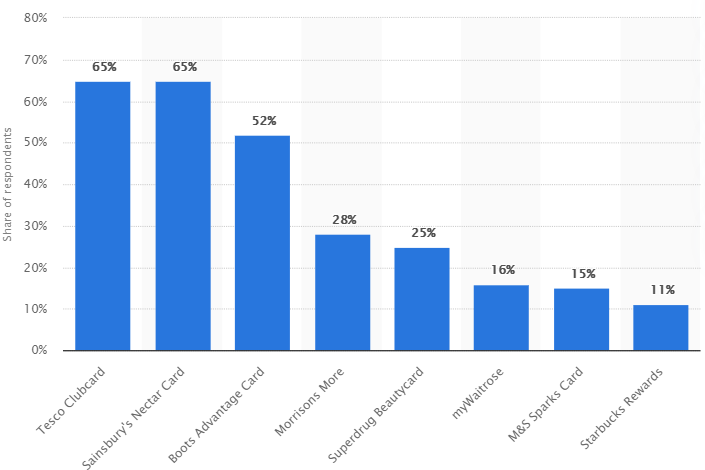 80%
70%
60%
50%
40%
30%
20%
10%
0%
Share of respondents
65%
65%
52%
28%
25%
16%
15%
11%
Tesco Clubcard
Sainsbury's Nectar Card
Boots Advantage Card
Morrisons More
Superdrug Beautycard
myWaitrose
M&S Sparks Card
Starbucks Rewards